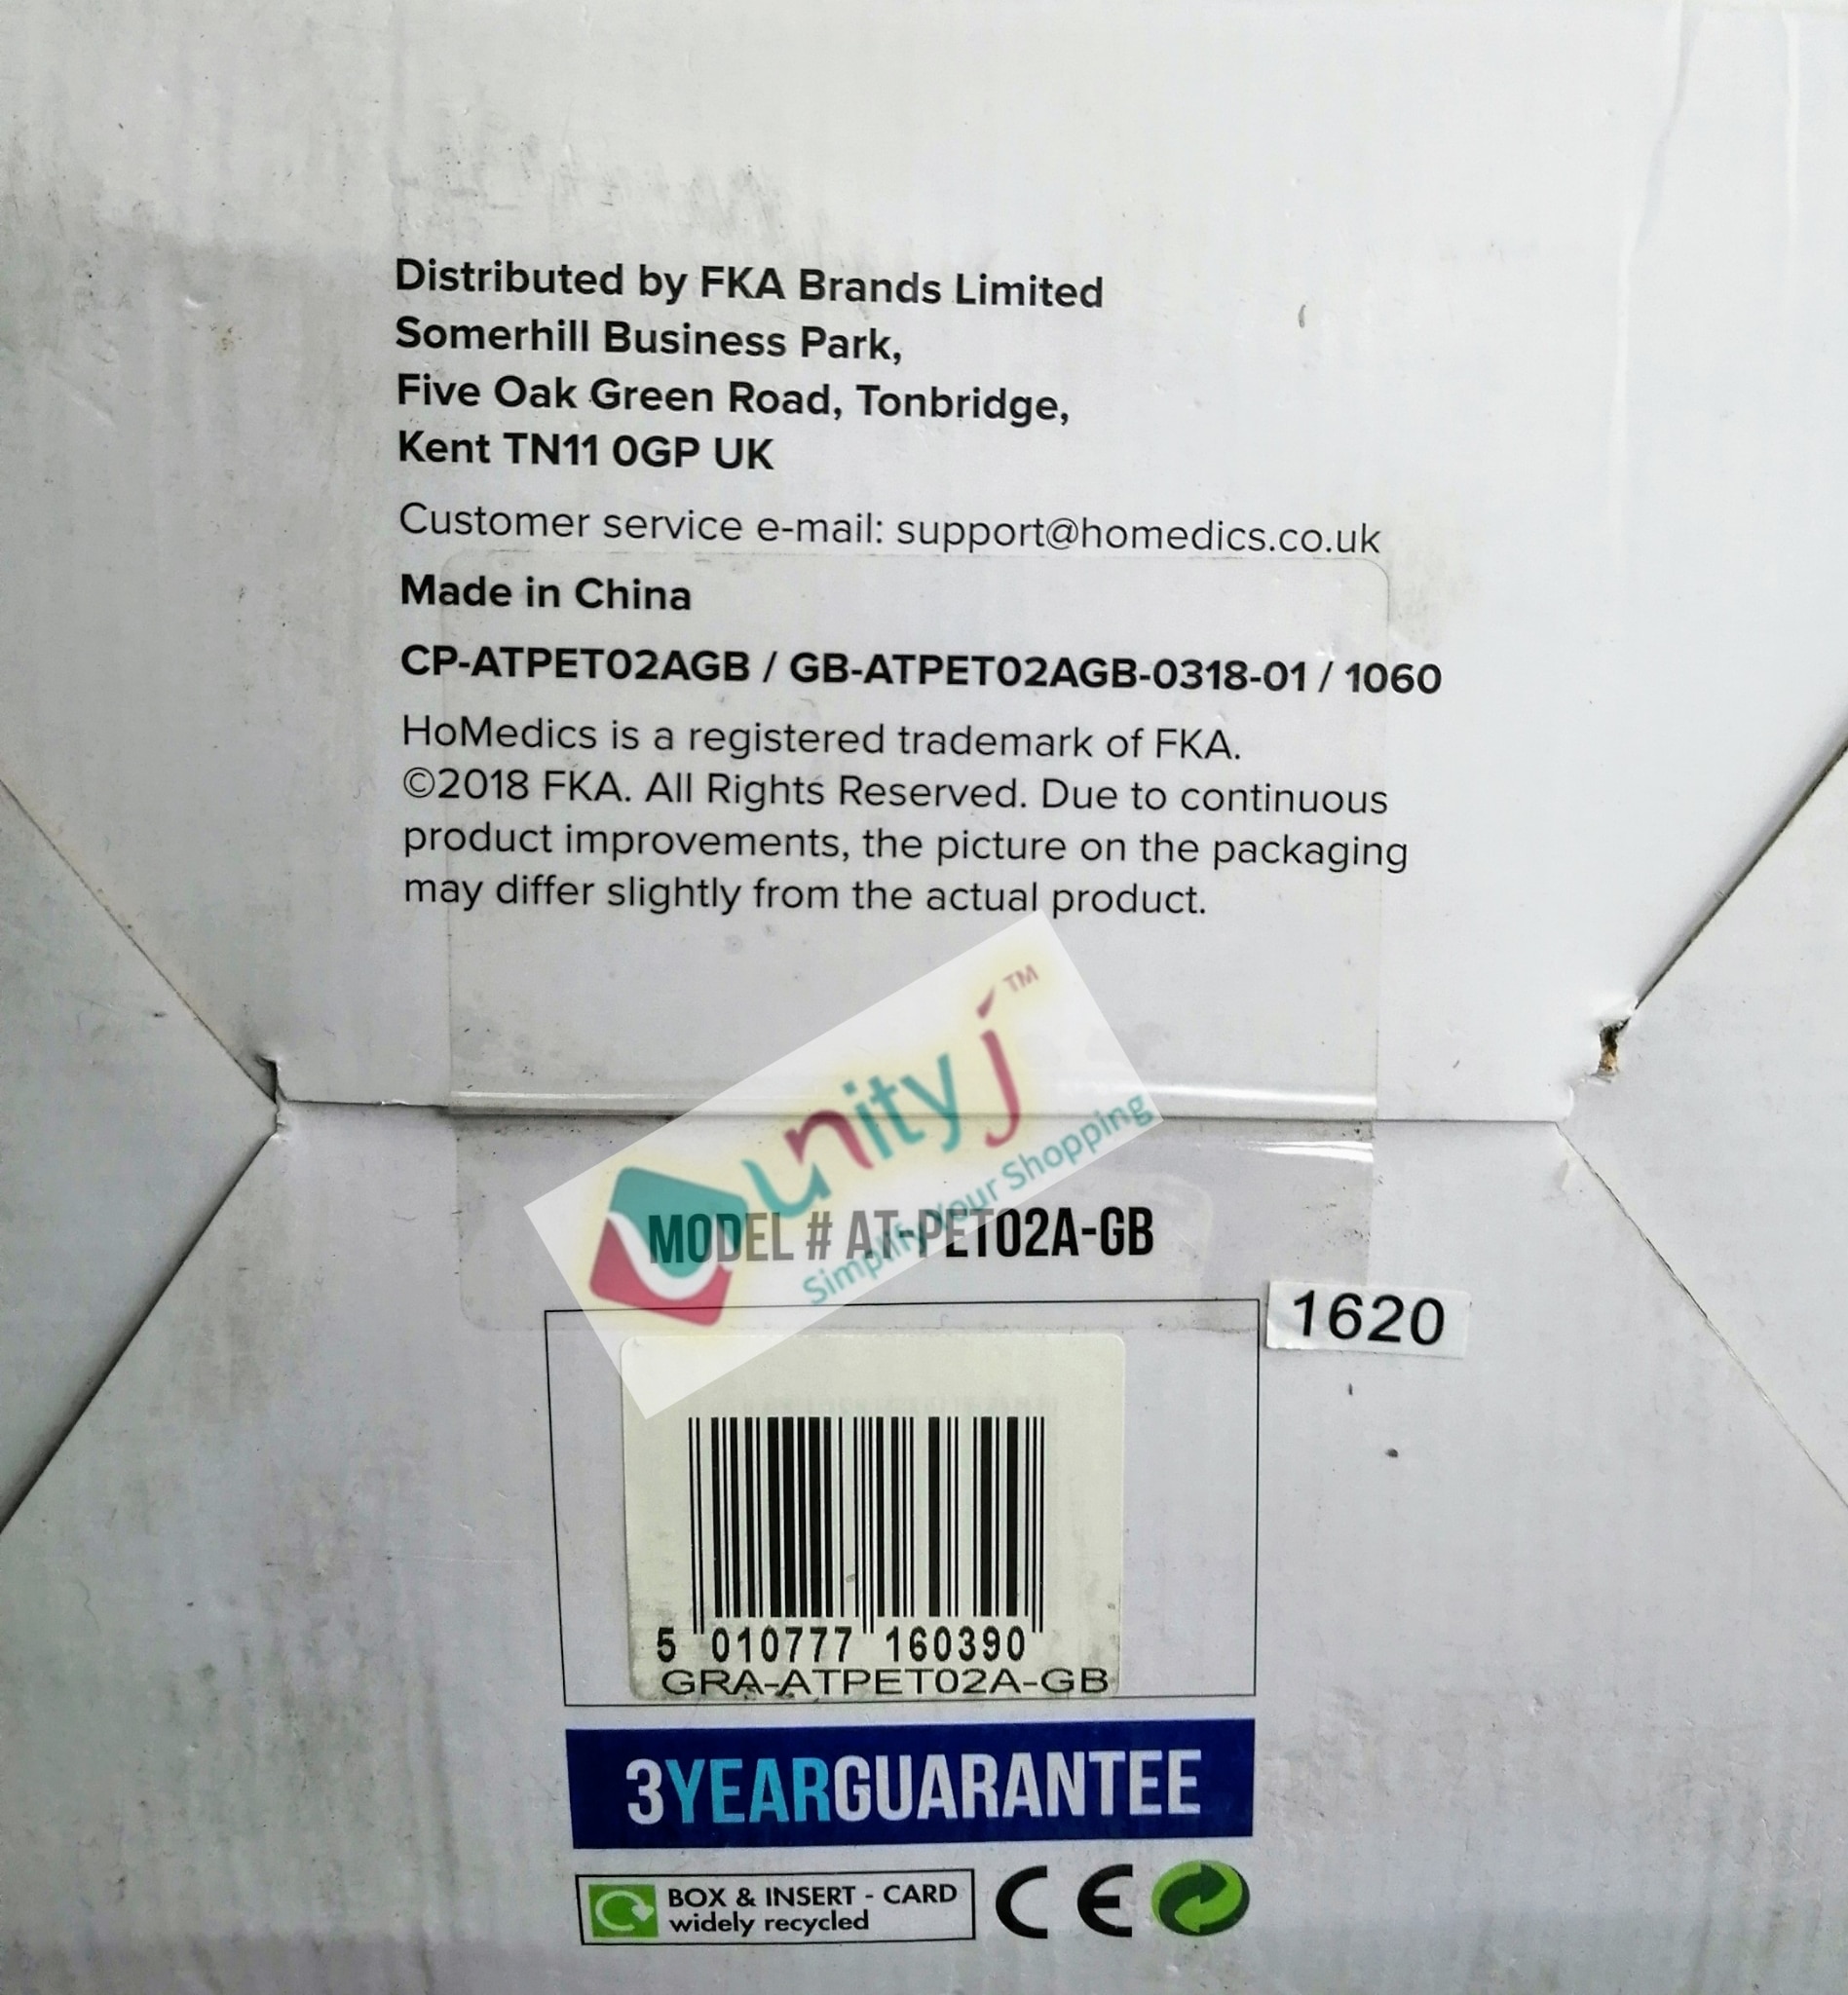 Distributed by FKA Brands Limited
Somerhill Business Park,
Five Oak Green Road, Tonbridge,
Kent TN11 0GP UK
Customer service e-mail: support@homedics.co.uk
Made in China
CP-ATPET02AGB / GB-ATPET02AGB-0318-01 / 1060
HoMedics is a registered trademark of FKA.
©2018 FKA. All Rights Reserved. Due to continuous
product improvements, the picture on the packaging
may differ slightly from the actual product.
unityj™
Simplify Your Shopping
MODEL # AT-PET02A-GB
1620
5 010777 160390
GRA-ATPET02A-GB
3YEARGUARANTEE
BOX & INSERT - CARD
widely recycled
CE